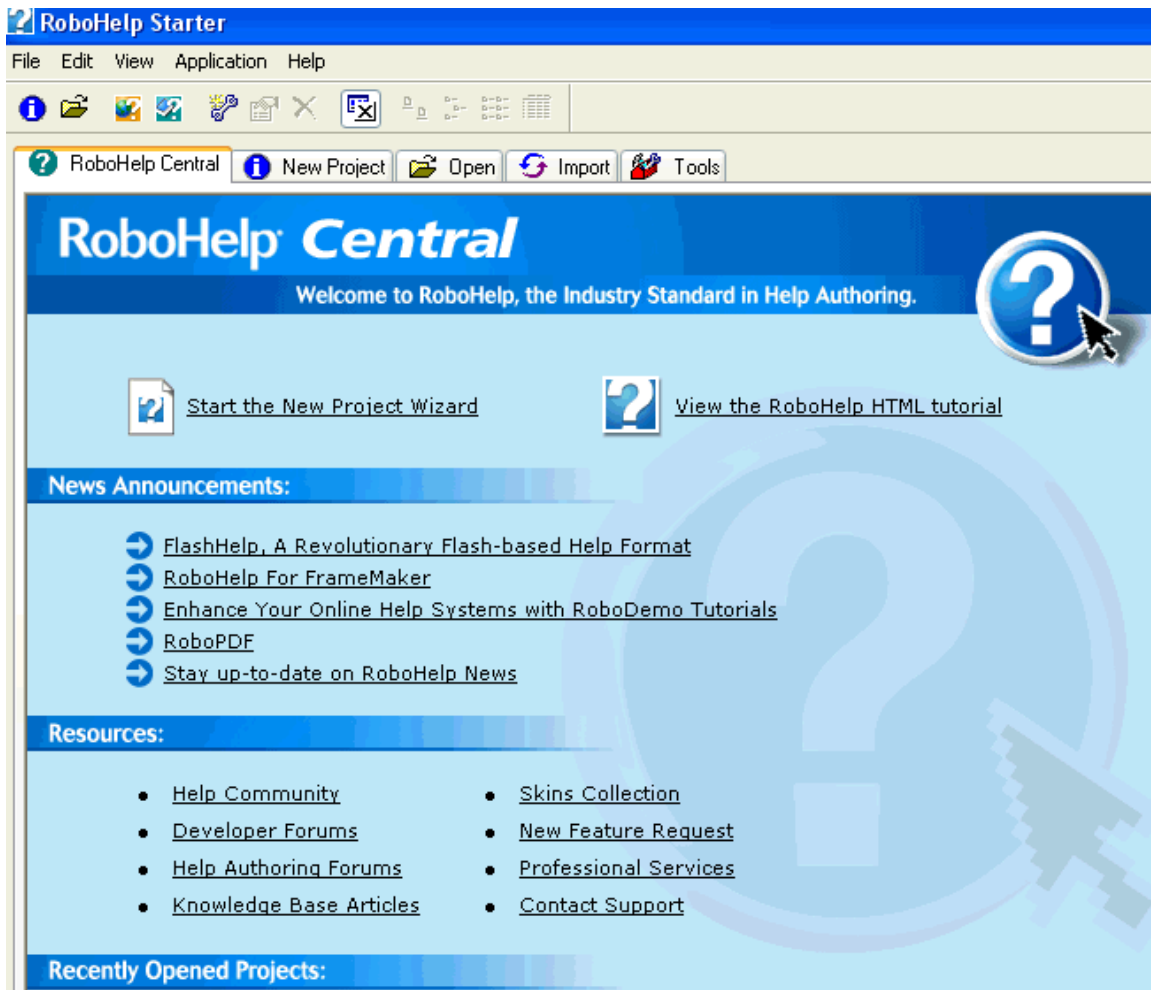 RoboHelp Starter
File Edit View Application Help
RoboHelp Central New Project Open Import Tools
RoboHelp Central
Welcome to RoboHelp, the Industry Standard in Help Authoring.
Start the New Project Wizard View the RoboHelp HTML tutorial
News Announcements:
FlashHelp, A Revolutionary Flash-based Help Format
RoboHelp For FrameMaker
Enhance Your Online Help Systems with RoboDemo Tutorials
RoboPDF
Stay up-to-date on RoboHelp News
Resources:
Help Community Skins Collection
Developer Forums New Feature Request
Help Authoring Forums Professional Services
Knowledge Base Articles Contact Support
Recently Opened Projects: